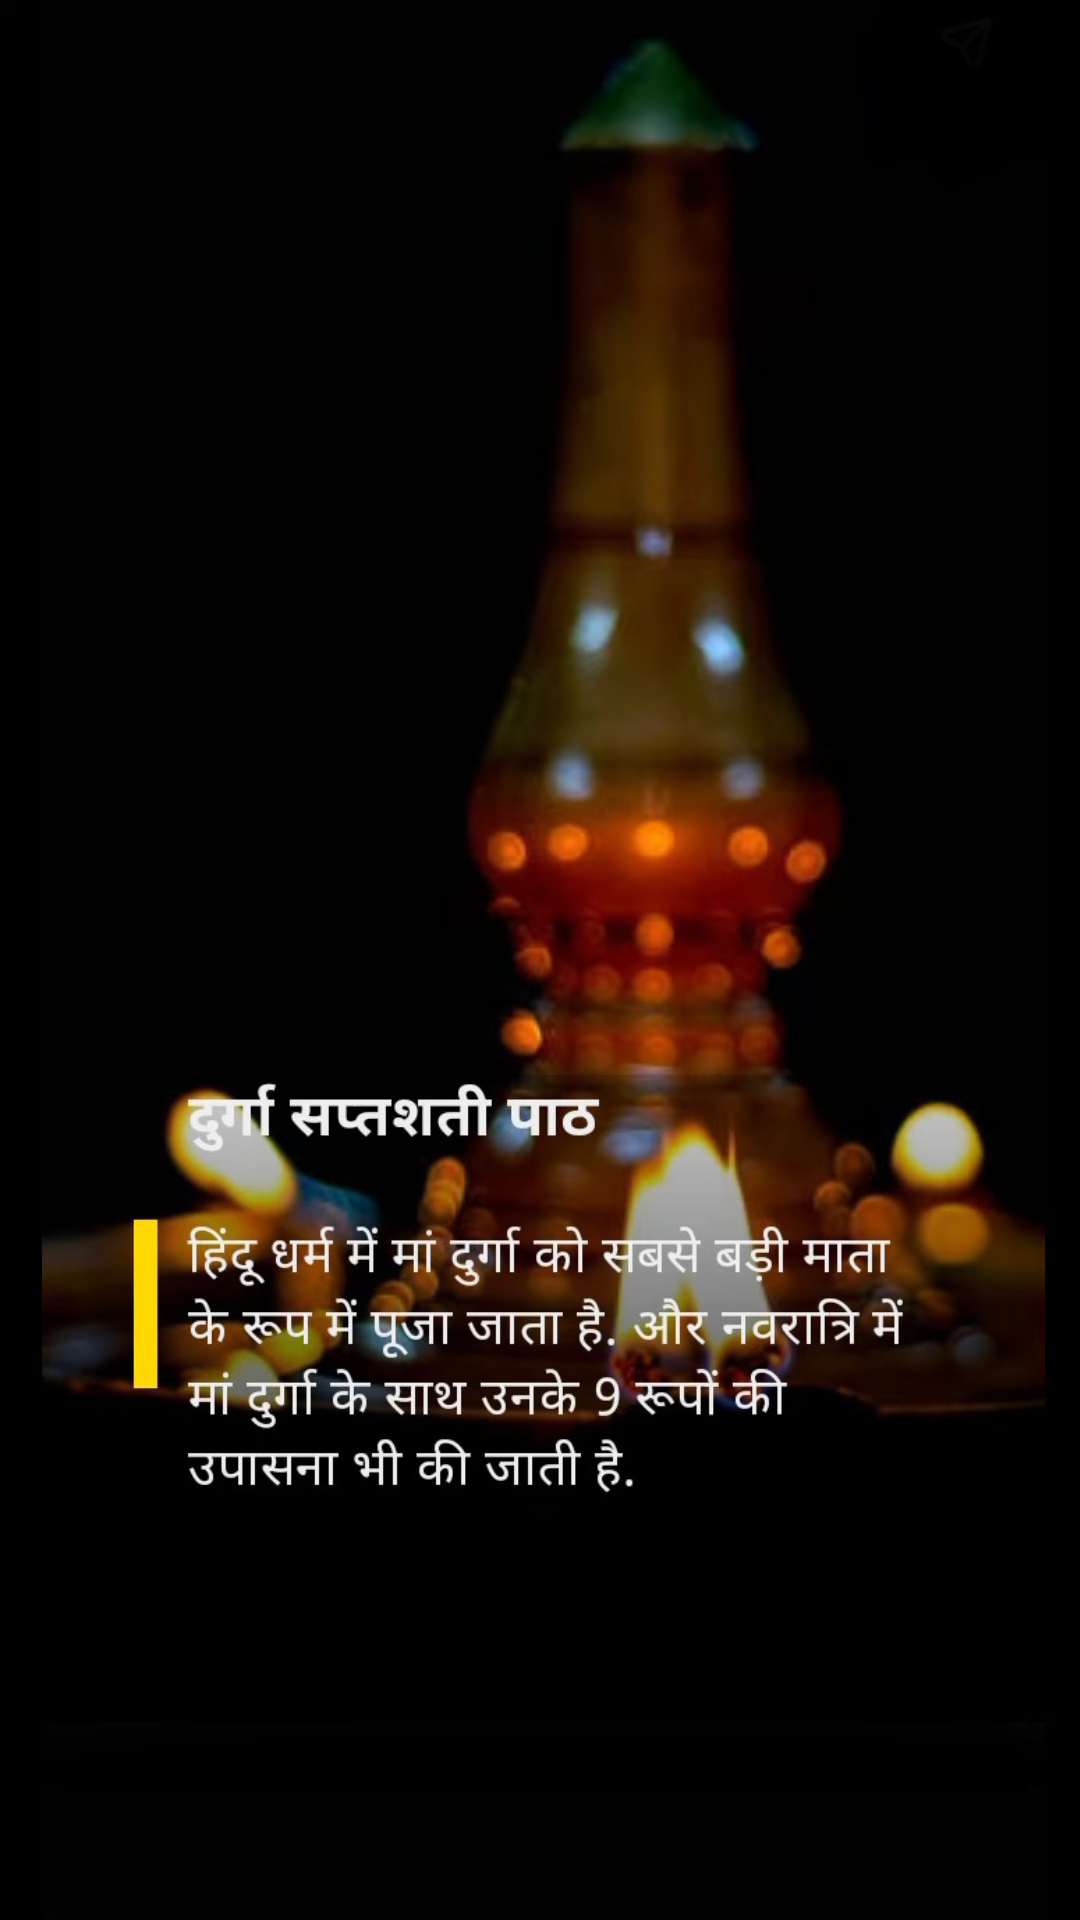 दुर्गा सप्तशती पाठ
हिंदू धर्म में मां दुर्गा को सबसे बड़ी माता
के रूप में पूजा जाता है. और नवरात्रि में
मां दुर्गा के साथ उनके 9 रूपों की
उपासना भी की जाती है.